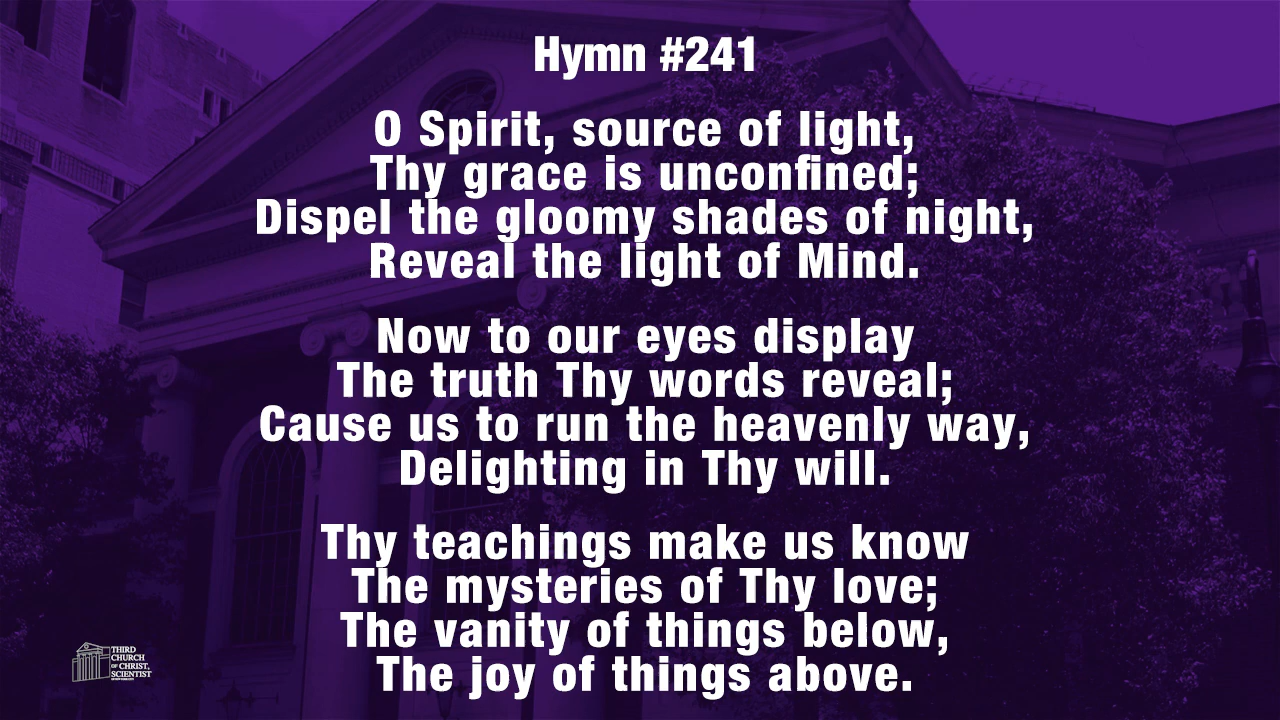 Hymn #241
O Spirit, source of light,
Thy grace is unconfined;
Dispel the gloomy shades of night,
Reveal the light of Mind.
Now to our eyes display
The truth Thy words reveal;
Cause us to run the heavenly way,
Delighting in Thy will.
Thy teachings make us know
The mysteries of Thy love;
The vanity of things below,
The joy of things above.
THIRD
CHURCH
OF CHRIST,
SCIENTIST